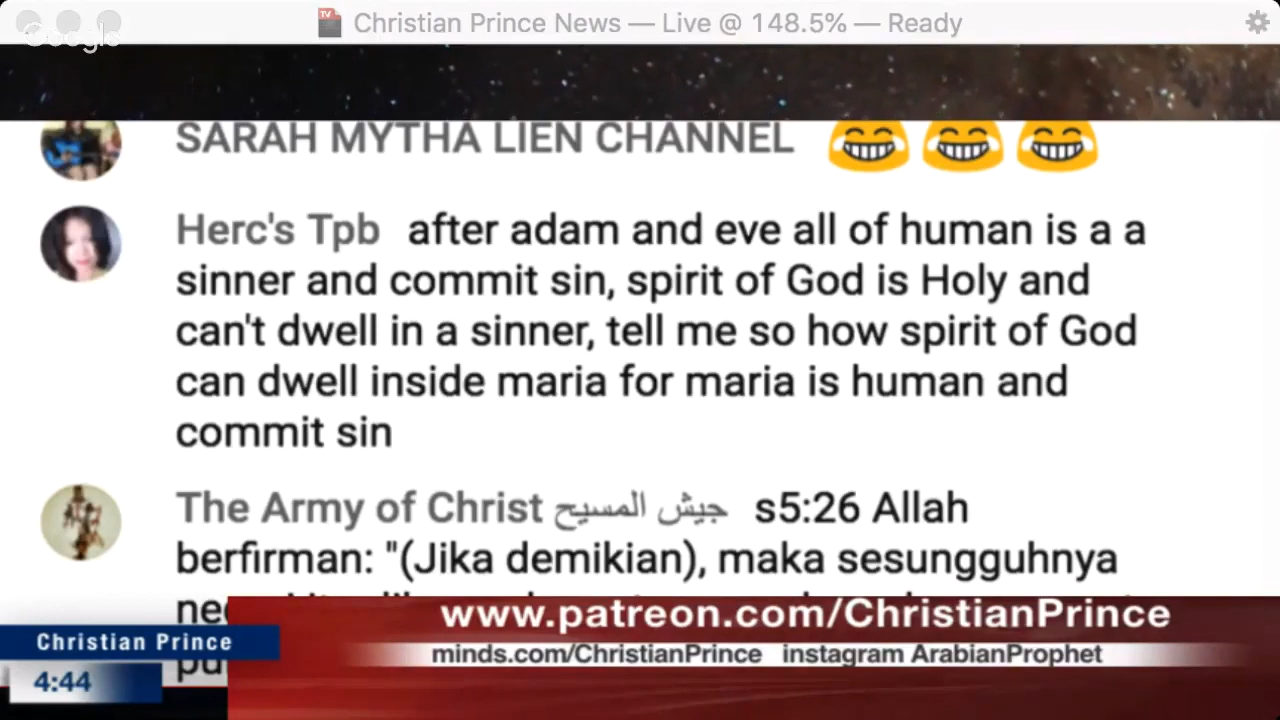 Christian Prince News — Live @ 148.5% — Ready
Google
SARAH MYTHA LIEN CHANNEL 😂 😂 😂
Herc's Tpb after adam and eve all of human is a a
sinner and commit sin, spirit of God is Holy and
can't dwell in a sinner, tell me so how spirit of God
can dwell inside maria for maria is human and
commit sin
The Army of Christ جيش المسيح s5:26 Allah
berfirman: "(Jika demikian), maka sesungguhnya
www.patreon.com/ChristianPrince
Christian Prince
minds.com/ChristianPrince instagram ArabianProphet
4:44